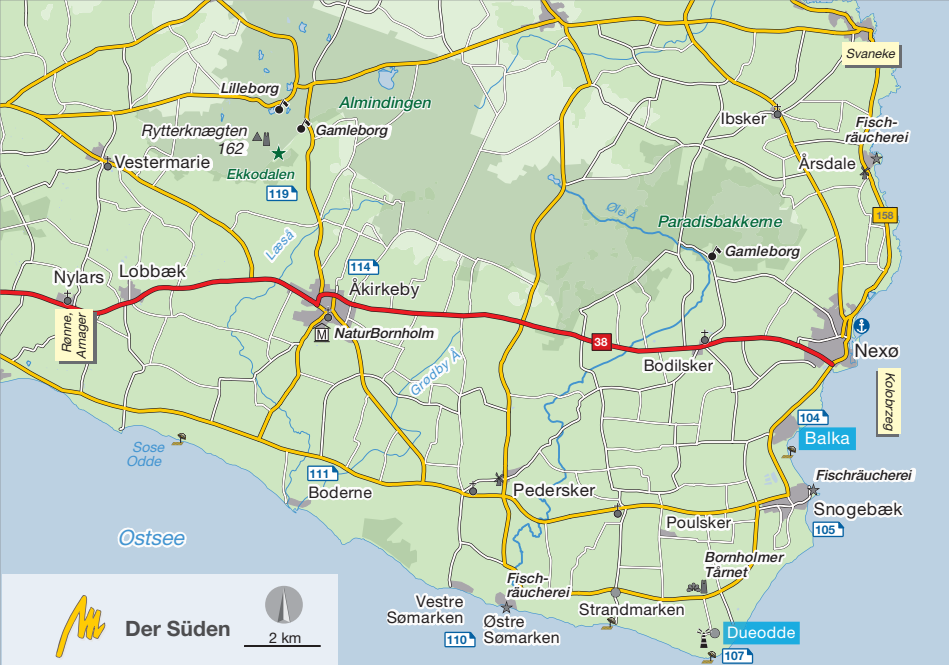 Svaneke
Lilleborg
Almindingen
Gamleborg
Rytterknægten
162
Ibsker
Fisch-
räucherei
Årsdale
Vestermarie
Ekkodalen
119
Øle Å
158
Paradisbakkerne
Gamleborg
Læså
114
Nylars
Lobbæk
Åkirkeby
Rønne,
Arnager
M
NaturBornholm
38
Bodilsker
Nexø
Grødby Å
Kolobrzeg
104
Balka
Sose
Odde
111
Boderne
Pedersker
Fischräucherei
Snogebæk
Poulsker
105
Ostsee
Bornholmer
Tårnet
Fisch-
räucherei
Vestre
Sømarken
Strandmarken
Østre
Sømarken
110
Dueodde
107
Der Süden
2 km